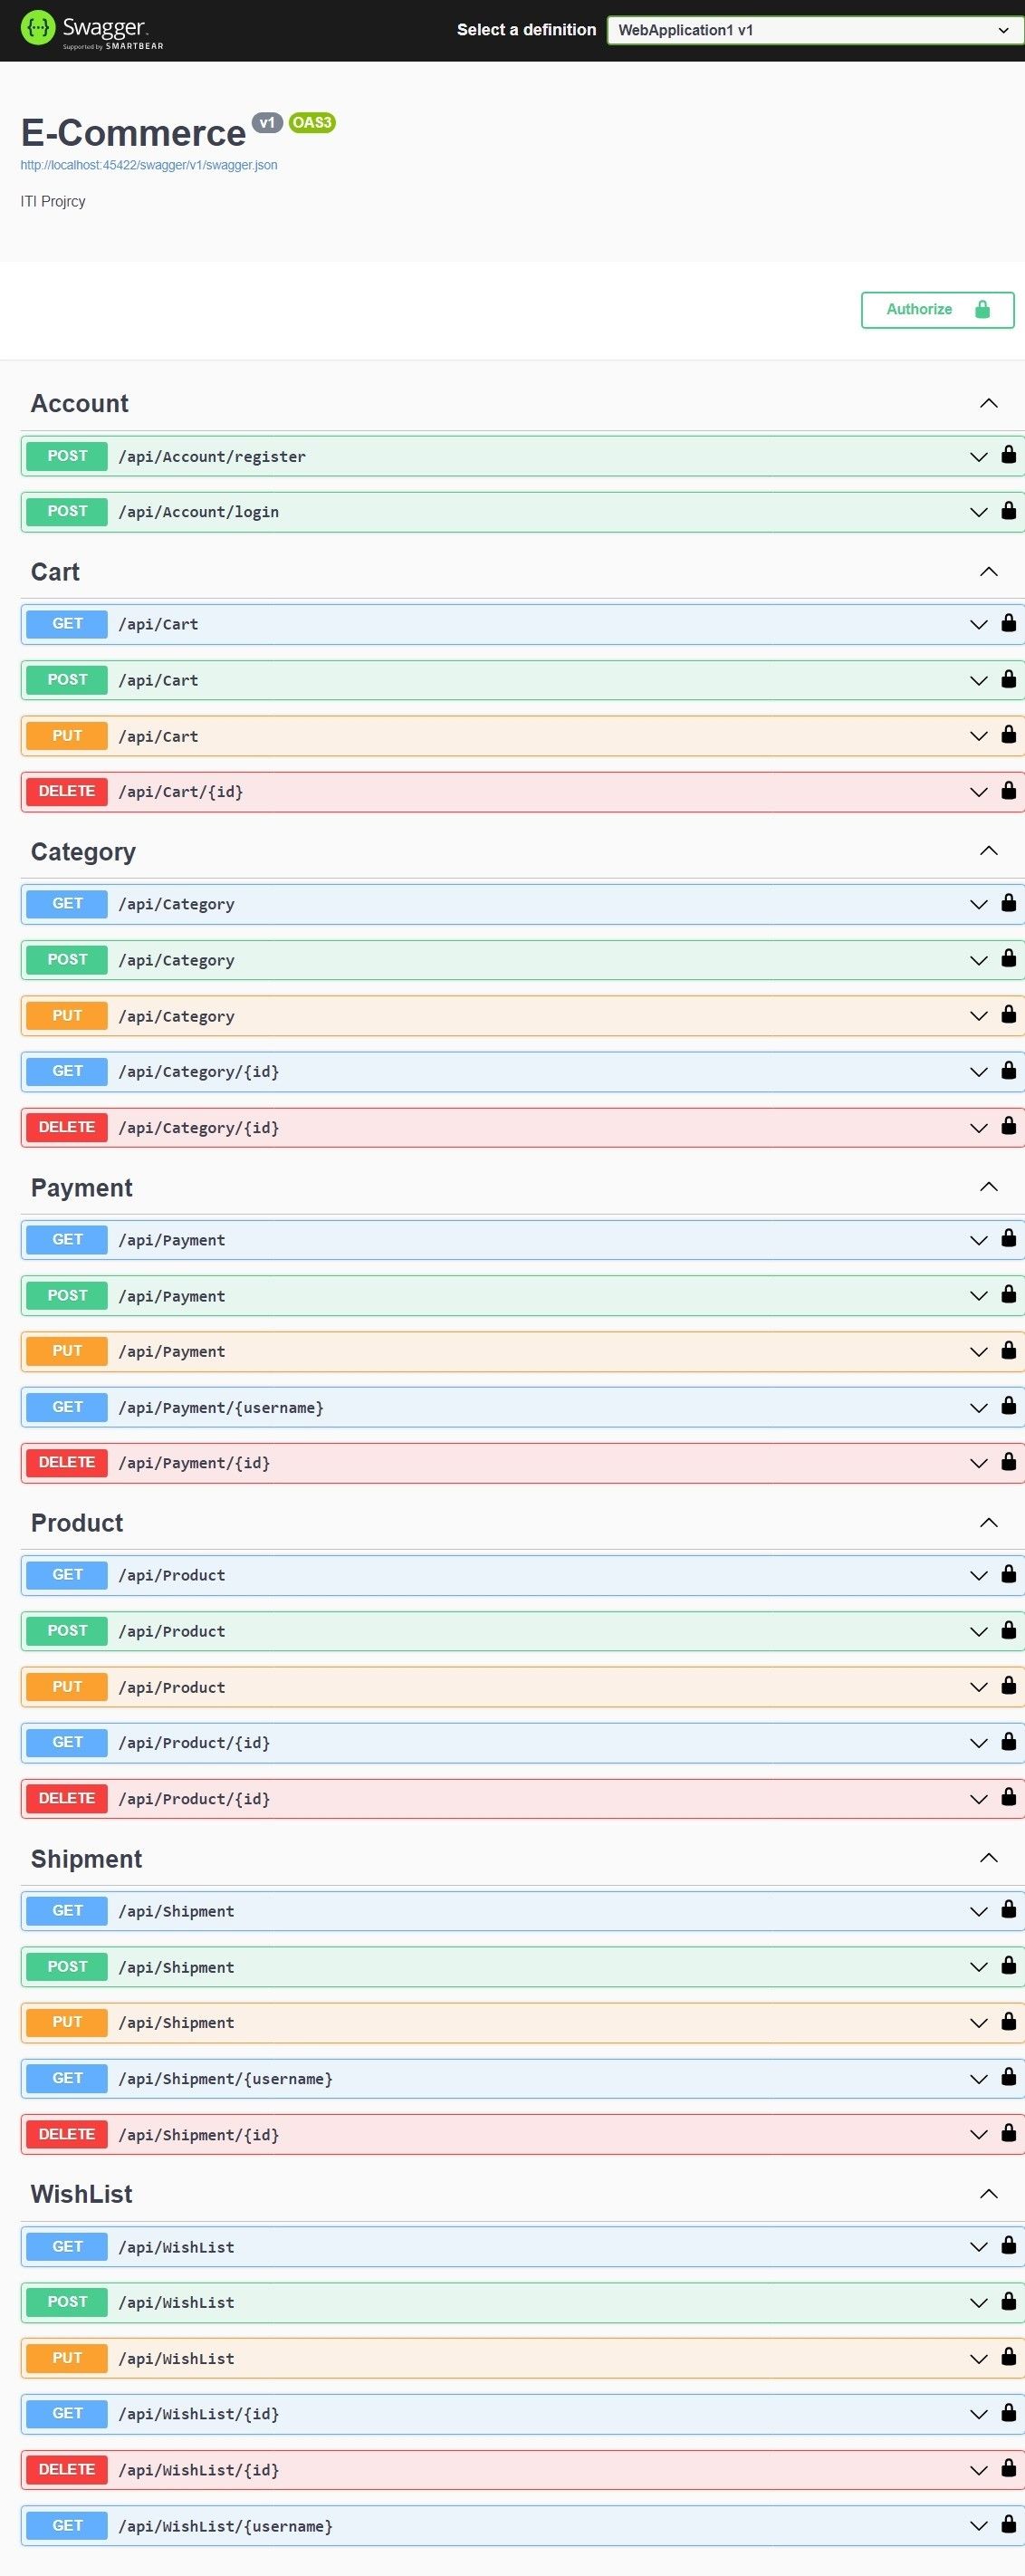 Swagger
Supported by SMARTBEAR
Select a definition
WebApplication1 v1
E-Commerce v1 OAS3
http://localhost:45422/swagger/v1/swagger.json
ITI Projrcy
Authorize
Account
POST /api/Account/register
POST /api/Account/login
Cart
GET /api/Cart
POST /api/Cart
PUT /api/Cart
DELETE /api/Cart/{id}
Category
GET /api/Category
POST /api/Category
PUT /api/Category
GET /api/Category/{id}
DELETE /api/Category/{id}
Payment
GET /api/Payment
POST /api/Payment
PUT /api/Payment
GET /api/Payment/{username}
DELETE /api/Payment/{id}
Product
GET /api/Product
POST /api/Product
PUT /api/Product
GET /api/Product/{id}
DELETE /api/Product/{id}
Shipment
GET /api/Shipment
POST /api/Shipment
PUT /api/Shipment
GET /api/Shipment/{username}
DELETE /api/Shipment/{id}
WishList
GET /api/WishList
POST /api/WishList
PUT /api/WishList
GET /api/WishList/{id}
DELETE /api/WishList/{id}
GET /api/WishList/{username}